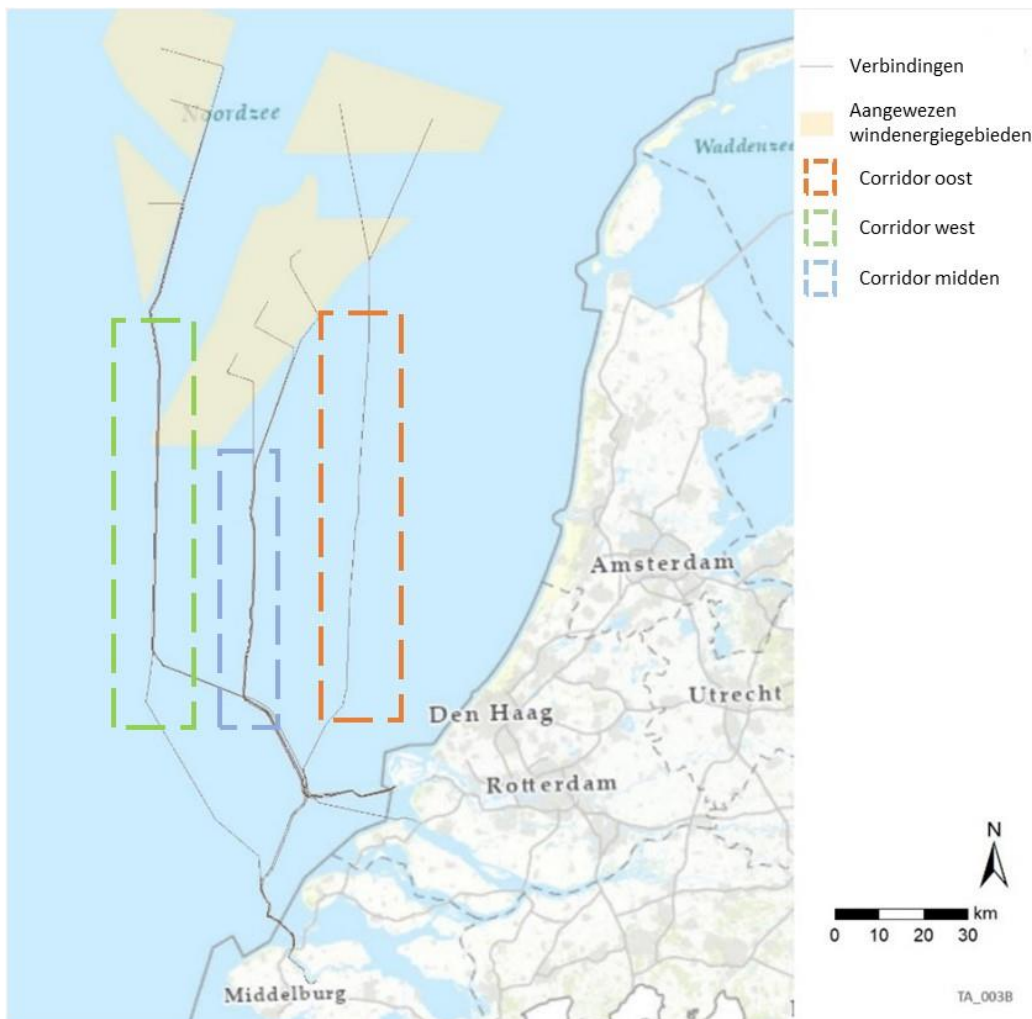 Verbindingen
Aangewezen
windenergiegebieden
Corridor oost
Corridor west
Corridor midden
Noordzee
Waddenzee
Amsterdam
Utrecht
Den Haag
Rotterdam
Middelburg
N
km
0 10 20 30
TA_003B